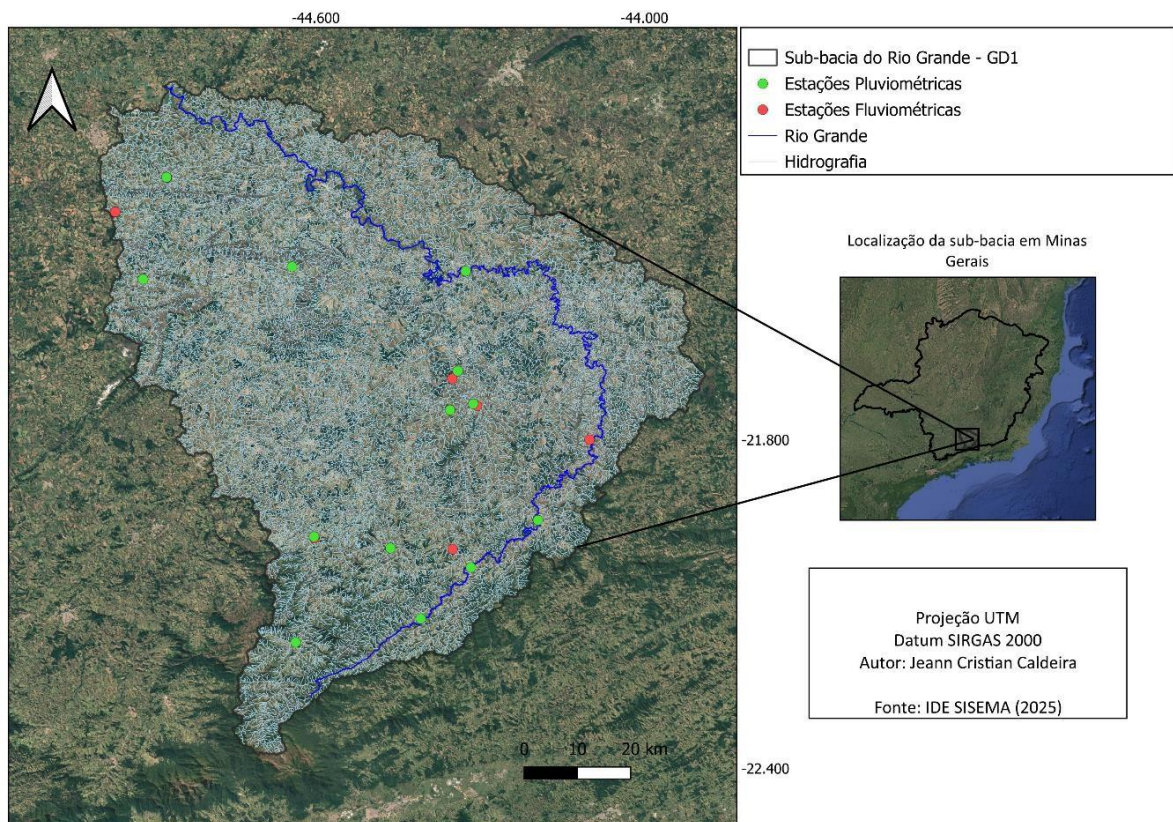 -44.600
-44.000
Sub-bacia do Rio Grande - GD1
Estações Pluviométricas
Estações Fluviométricas
Rio Grande
Hidrografia
Localização da sub-bacia em Minas
Gerais
-21.800
Projeção UTM
Datum SIRGAS 2000
Autor: Jeann Cristian Caldeira
Fonte: IDE SISEMA (2025)
0 10 20 km
-22.400